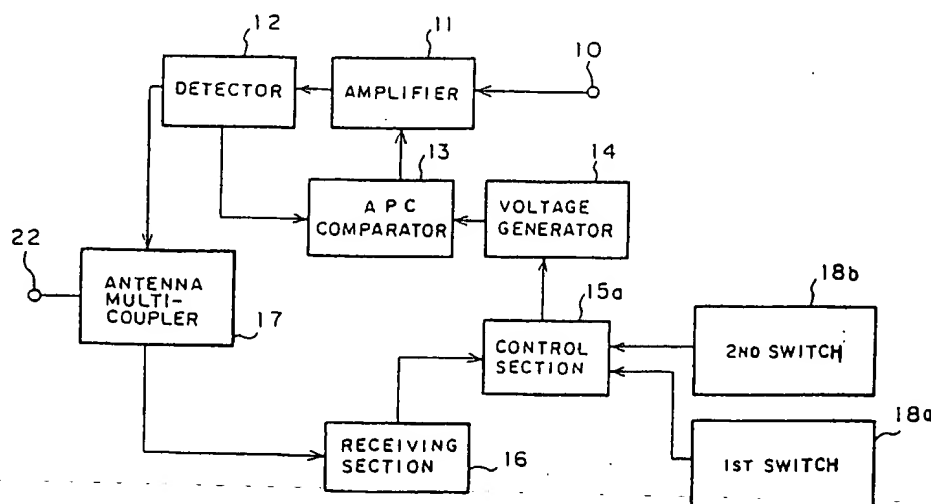 12
11
10
DETECTOR
AMPLIFIER
13
14
APC
COMPARATOR
VOLTAGE
GENERATOR
22
ANTENNA
MULTI-
COUPLER
17
15a
18b
CONTROL
SECTION
2ND SWITCH
18a
RECEIVING
SECTION
16
1ST SWITCH